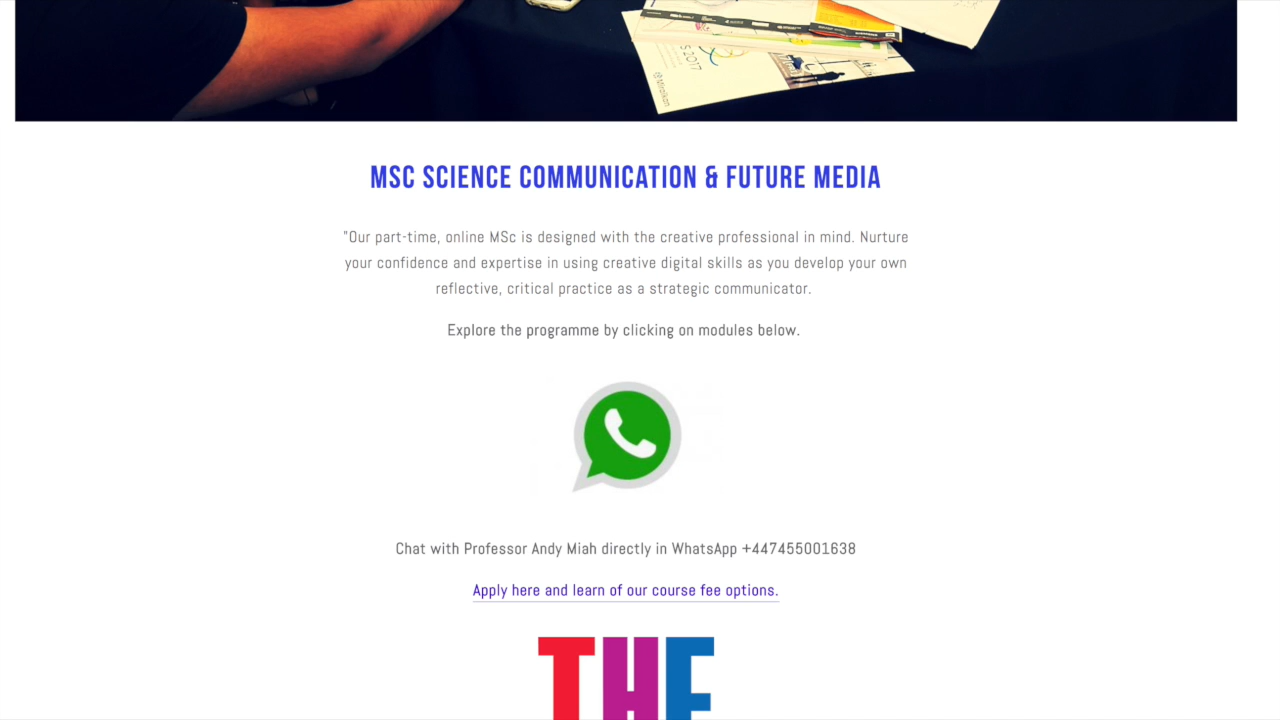 S 2017
Miraikan
MSC SCIENCE COMMUNICATION & FUTURE MEDIA
"Our part-time, online MSc is designed with the creative professional in mind. Nurture
your confidence and expertise in using creative digital skills as you develop your own
reflective, critical practice as a strategic communicator.
Explore the programme by clicking on modules below.
Chat with Professor Andy Miah directly in WhatsApp +447455001638
Apply here and learn of our course fee options.
THE